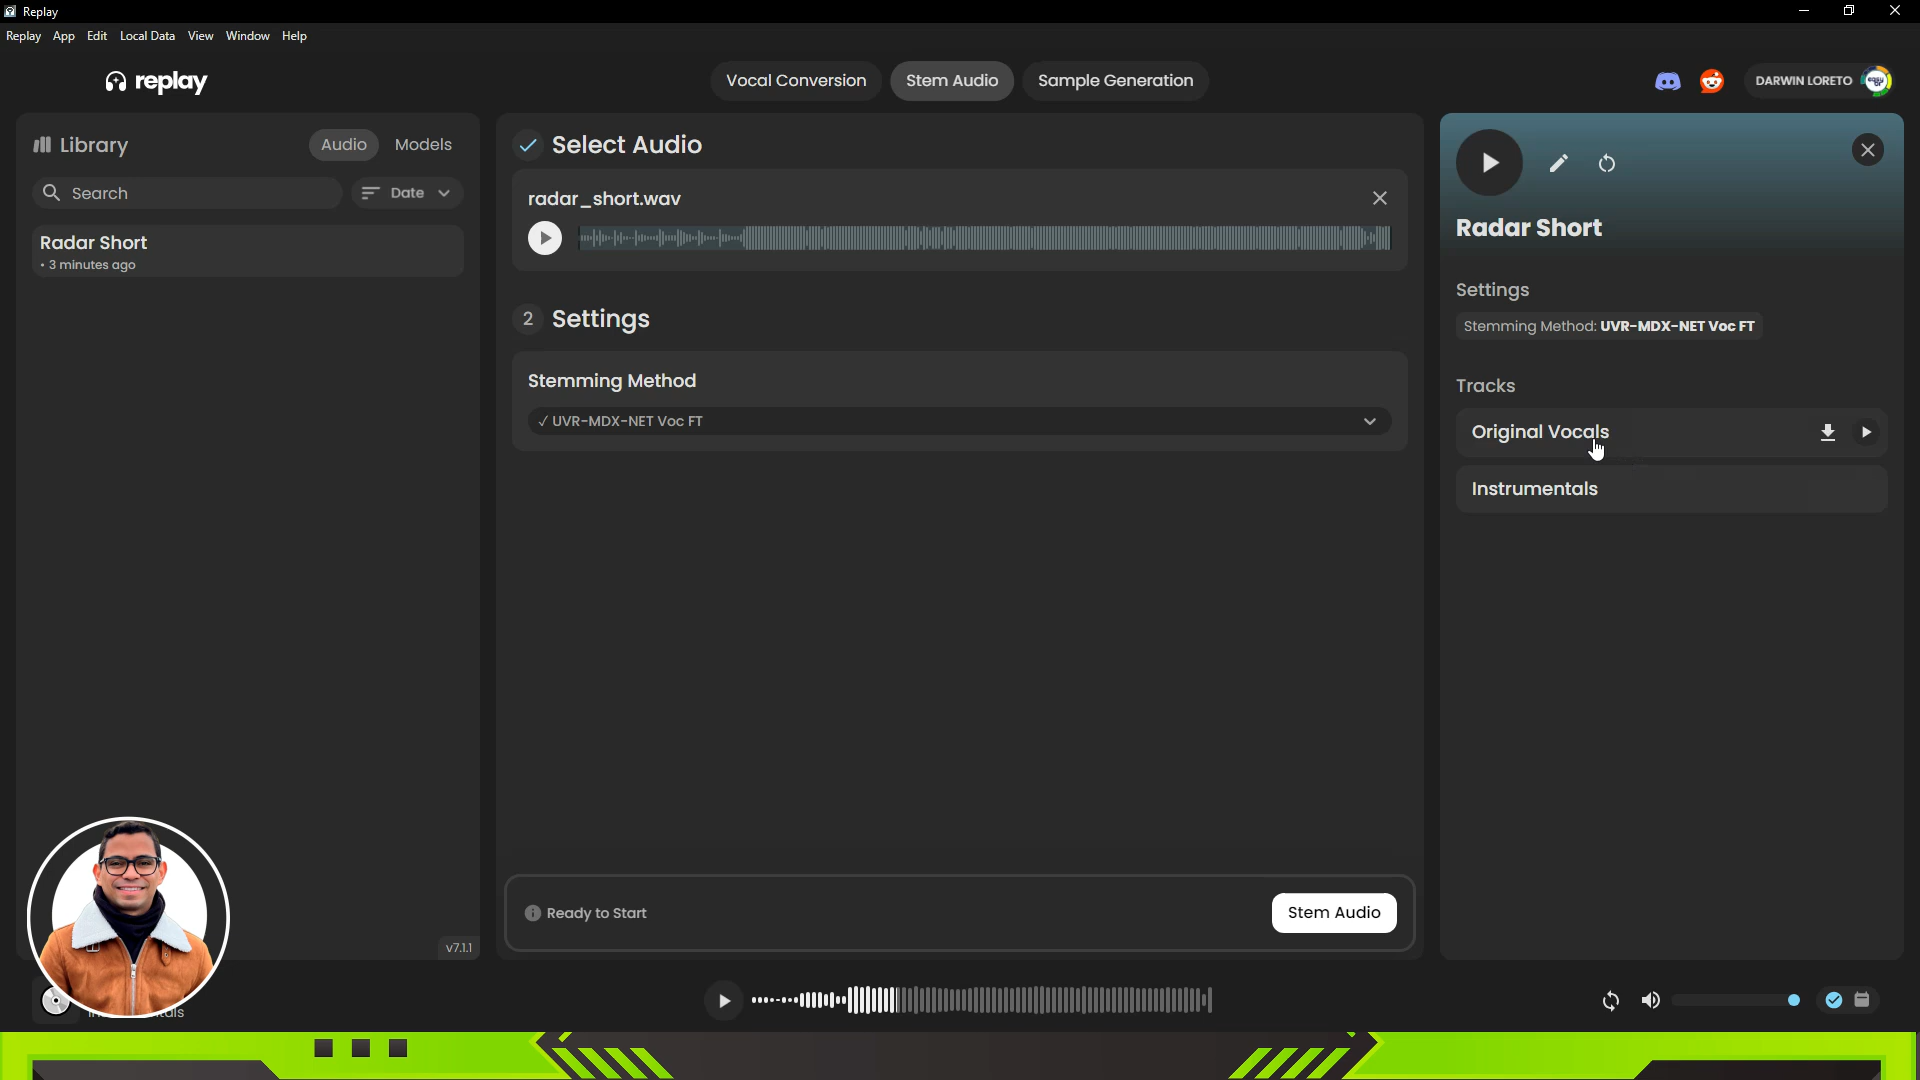 Replay
Replay App Edit Local Data View Window Help
replay
Vocal Conversion
Stem Audio
Sample Generation
DARWIN LORETO
Library
Audio
Models
Search
Date
Radar Short
• 3 minutes ago
v7.1.1
Select Audio
radar_short.wav
2 Settings
Stemming Method
✓ UVR-MDX-NET Voc FT
Ready to Start
Stem Audio
Radar Short
Settings
Stemming Method: UVR-MDX-NET Voc FT
Tracks
Original Vocals
Instrumentals